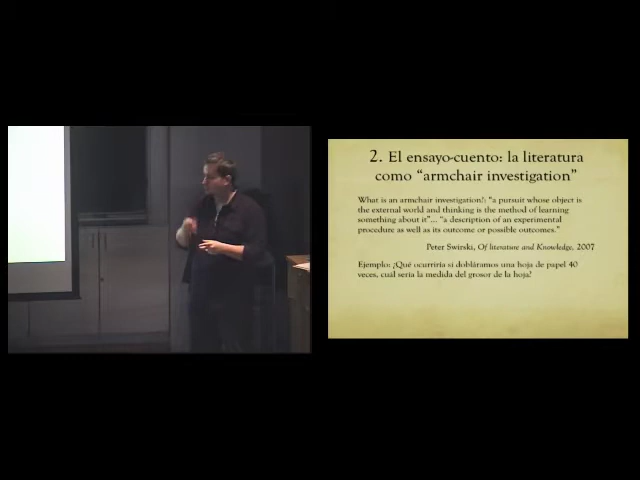 2. El ensayo-cuento: la literatura
como "armchair investigation"
What is an armchair investigation?: "a pursuit whose object is
the external world and thinking is the method of learning
something about it"... "a description of an experimental
procedure as well as its outcome or possible outcomes."
Peter Swirski, Of literature and Knowledge, 2007
Ejemplo: ¿Qué ocurriría si dobláramos una hoja de papel 40
veces, cuál sería la medida del grosor de la hoja?